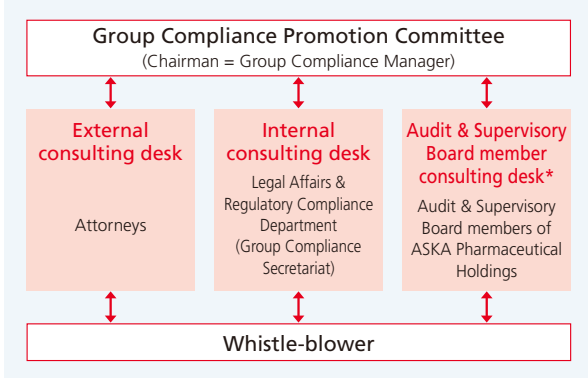 Group Compliance Promotion Committee
(Chairman = Group Compliance Manager)
External
consulting desk
Attorneys
Internal
consulting desk
Legal Affairs &
Regulatory Compliance
Department
(Group Compliance
Secretariat)
Audit & Supervisory
Board member
consulting desk*
Audit & Supervisory
Board members of
ASKA Pharmaceutical
Holdings
Whistle-blower